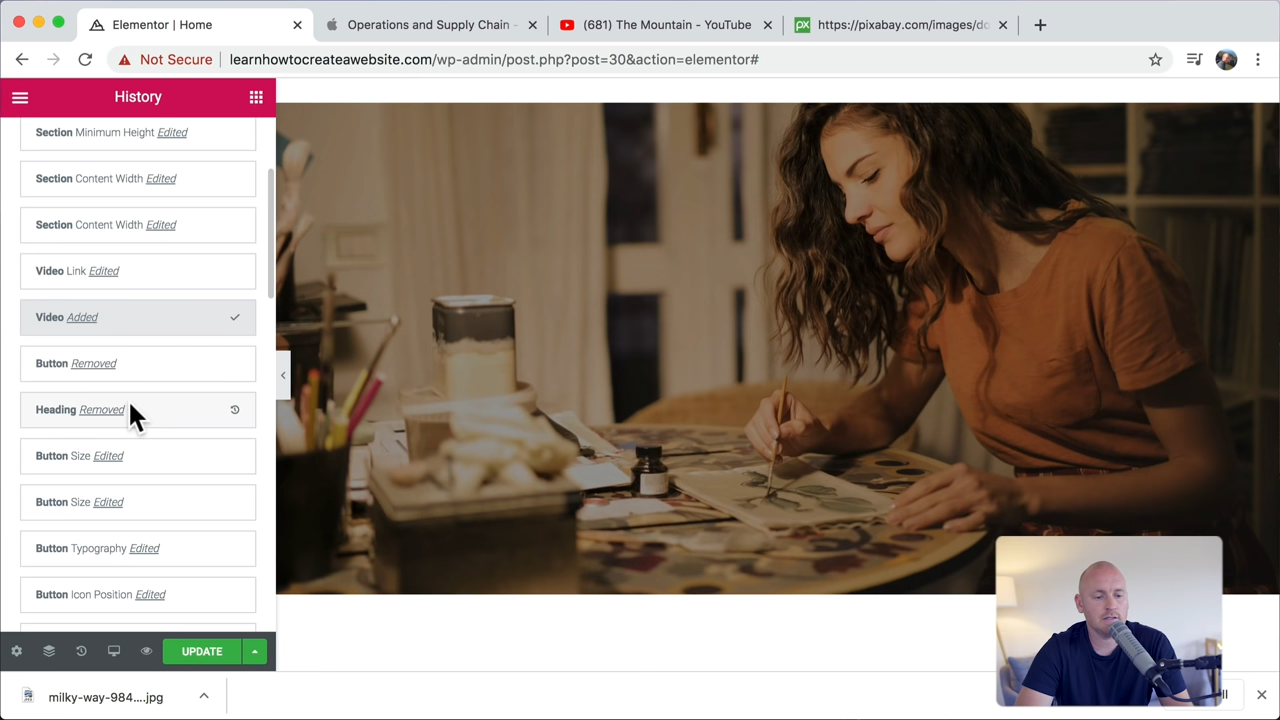 Elementor | Home
Operations and Supply Chain -
(681) The Mountain - YouTube
px
https://pixabay.com/images/do
Not Secure
learnhowtocreateawebsite.com/wp-admin/post.php?post=30&action=elementor#
History
Section Minimum Height Edited
Section Content Width Edited
Section Content Width Edited
Video Link Edited
Video Added
Button Removed
Heading Removed
Button Size Edited
Button Size Edited
Button Typography Edited
Button Icon Position Edited
UPDATE
milky-way-984....jpg